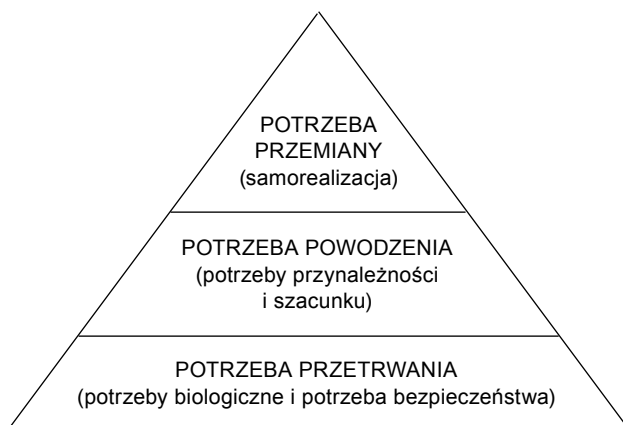 POTRZEBA
PRZEMIANY
(samorealizacja)
POTRZEBA POWODZENIA
(potrzeby przynależności
i szacunku)
POTRZEBA PRZETRWANIA
(potrzeby biologiczne i potrzeba bezpieczeństwa)